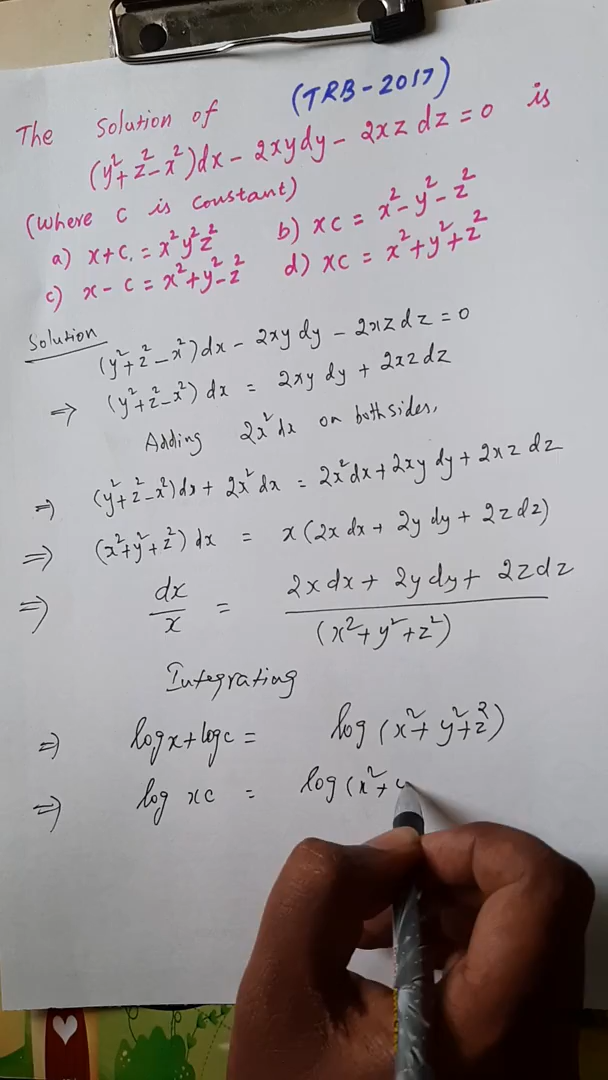 (TRB-2017)
The Solution of
(y²+z²-x²)dx - 2xydy - 2xz dz = 0 is
(where c is constant)
a) x+c = x²y²z² b) xc = x²-y²-z²
c) x - c = x²+y²-z² d) xc = x²+y²+z²
Solution
(y²+z²-x²)dx - 2xy dy - 2xz dz = 0
⇒ (y²+z²-x²) dx = 2xy dy + 2xz dz
Adding 2x² dx on both sides,
⇒ (y²+z²-x²)dx + 2x² dx = 2x²dx + 2xy dy + 2xz dz
⇒ (x²+y²+z²) dx = x (2x dx + 2y dy + 2z dz)
⇒ dx/x = (2x dx + 2y dy + 2z dz)/(x²+y²+z²)
Integrating
⇒ log x + log c = log (x²+y²+z²)
⇒ log xc = log (x²+